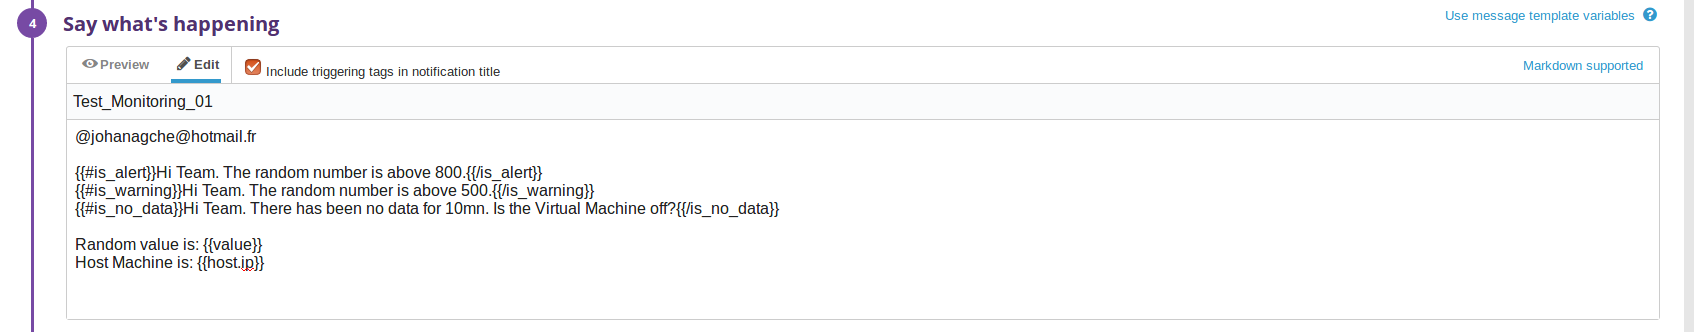 4
Say what's happening
Use message template variables ?
Preview
Edit
Include triggering tags in notification title
Markdown supported
Test_Monitoring_01
@johanagche@hotmail.fr
{{#is_alert}}Hi Team. The random number is above 800.{{/is_alert}}
{{#is_warning}}Hi Team. The random number is above 500.{{/is_warning}}
{{#is_no_data}}Hi Team. There has been no data for 10mn. Is the Virtual Machine off?{{/is_no_data}}
Random value is: {{value}}
Host Machine is: {{host.ip}}